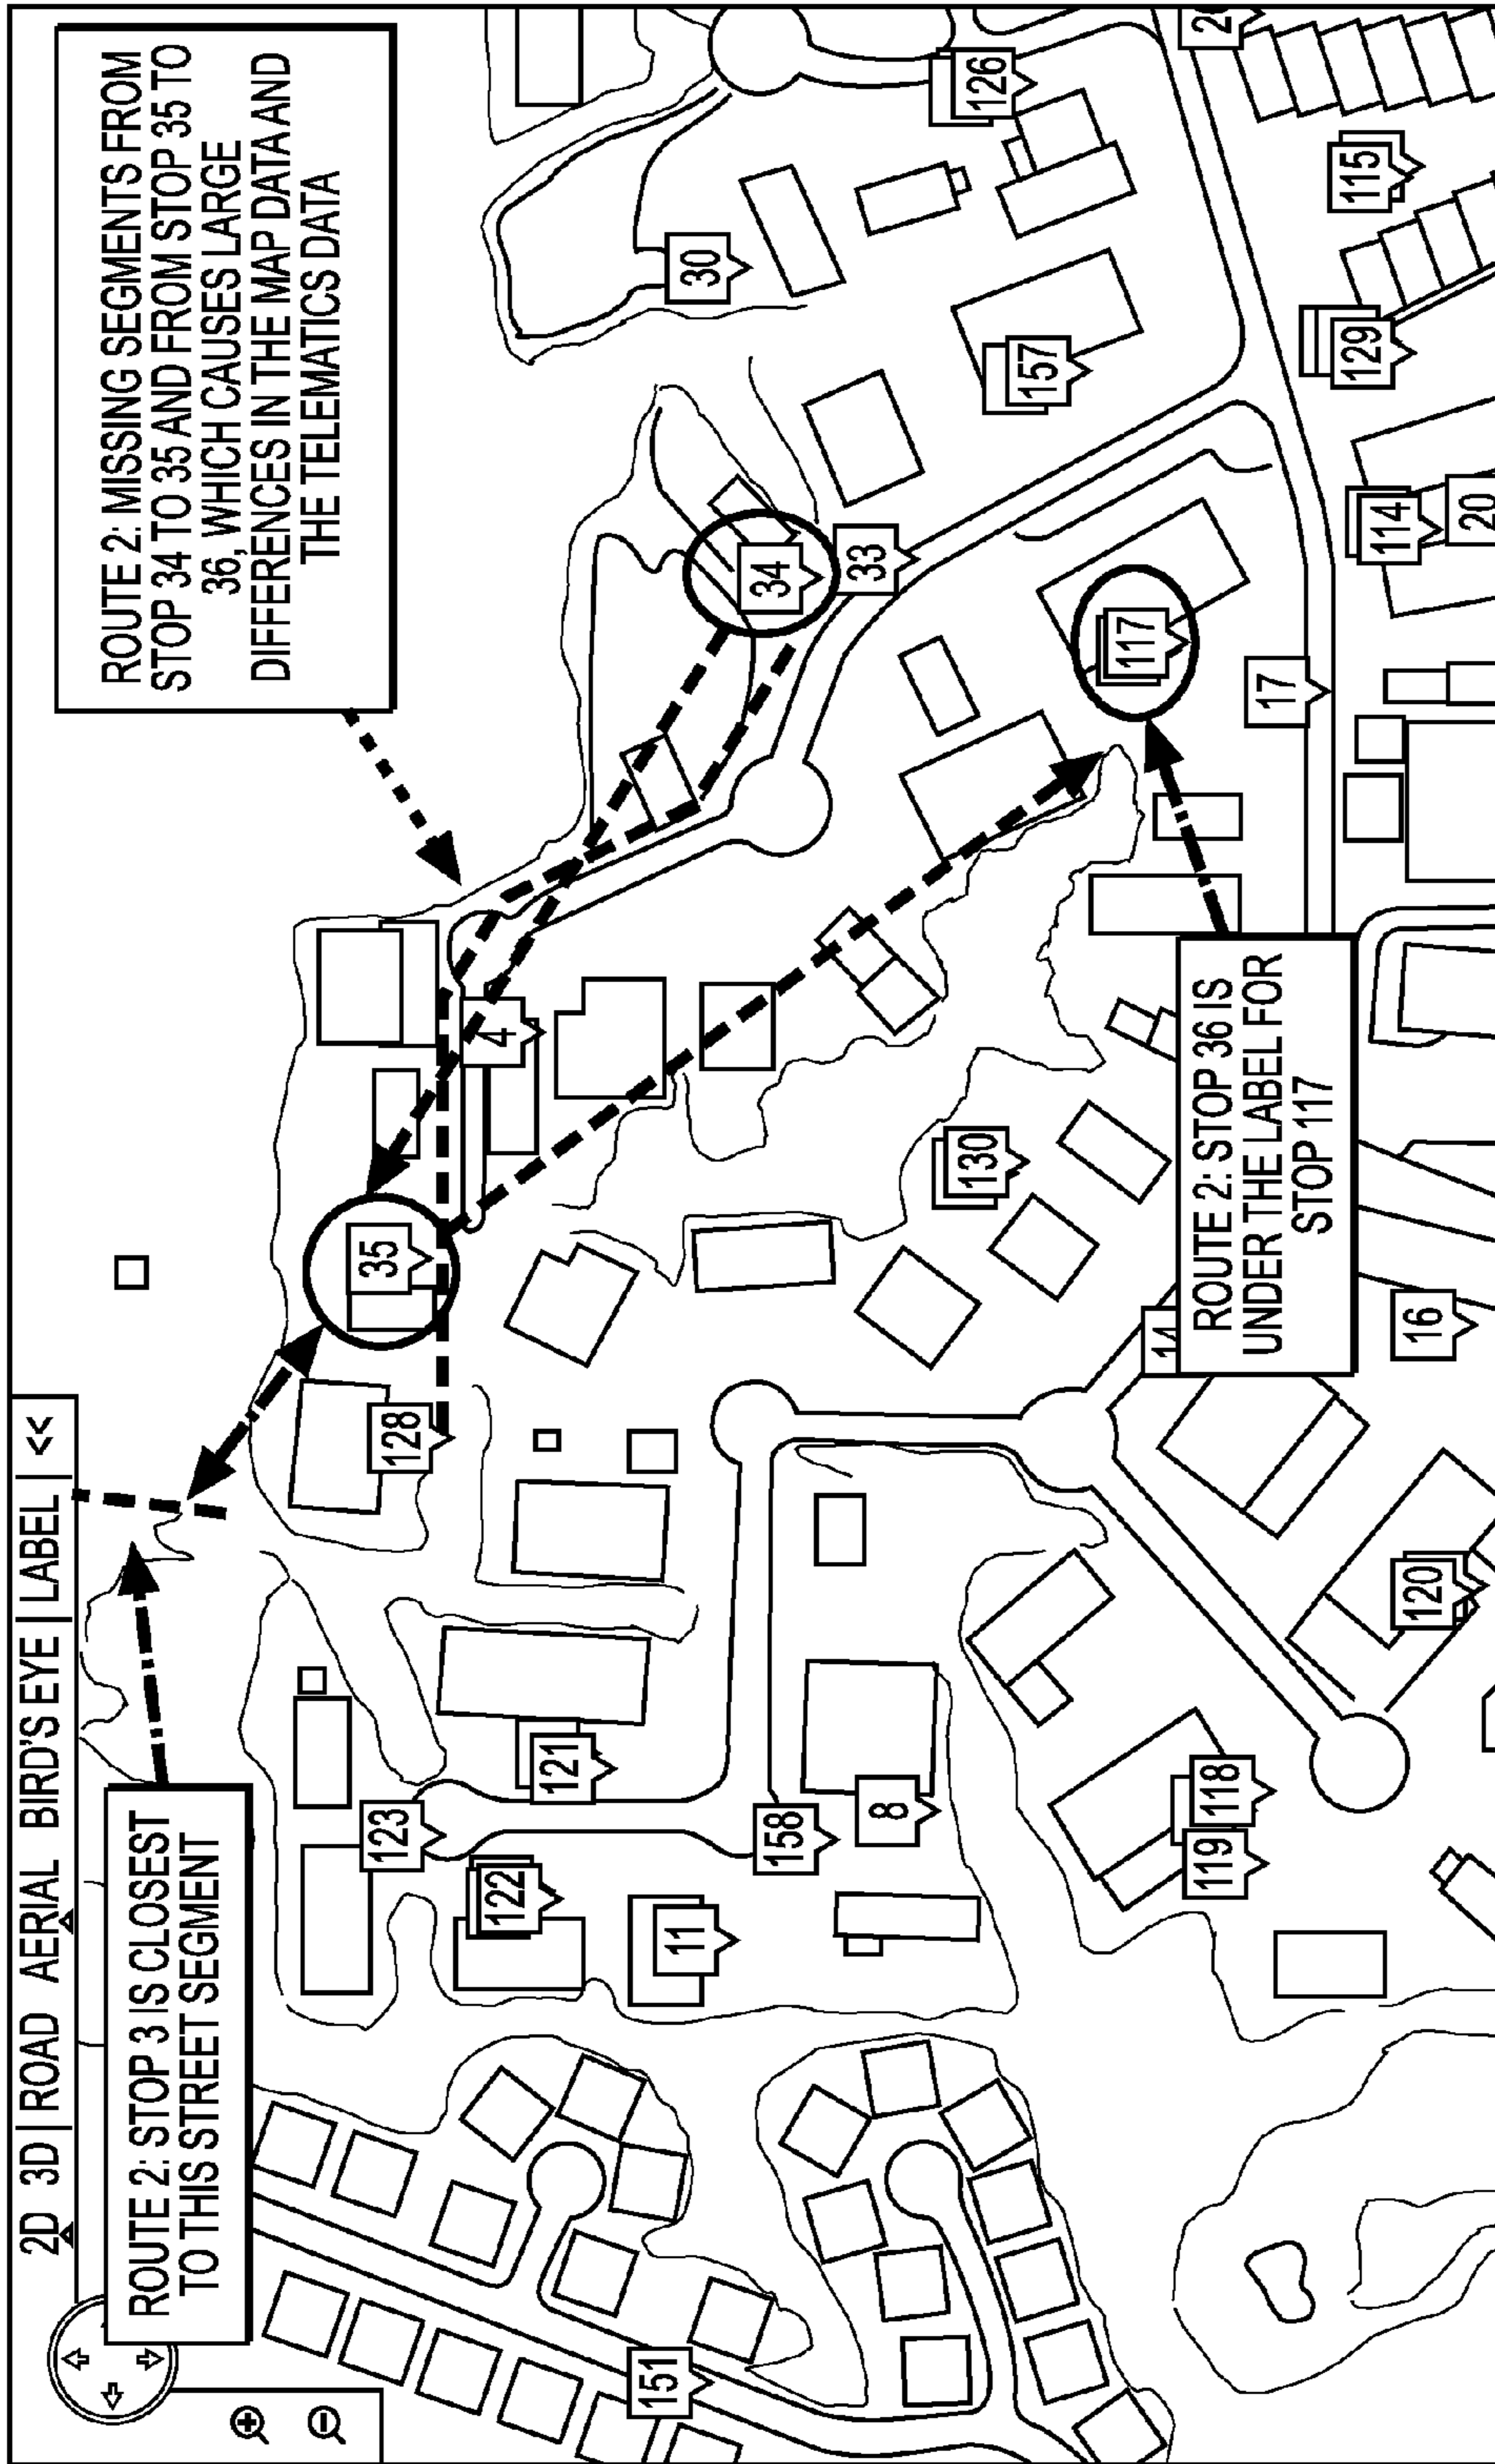 2D 3D | ROAD AERIAL BIRD'S EYE | LABEL | <<
ROUTE 2: STOP 3 IS CLOSEST
TO THIS STREET SEGMENT
ROUTE 2: MISSING SEGMENTS FROM
STOP 34 TO 35 AND FROM STOP 35 TO
36, WHICH CAUSES LARGE
DIFFERENCES IN THE MAP DATA AND
THE TELEMATICS DATA
123
128
35
122
4
121
151
11
30
158
34
8
33
130
126
157
117
119
118
14
17
ROUTE 2: STOP 36 IS
UNDER THE LABEL FOR
STOP 117
129
115
114
120
16
20